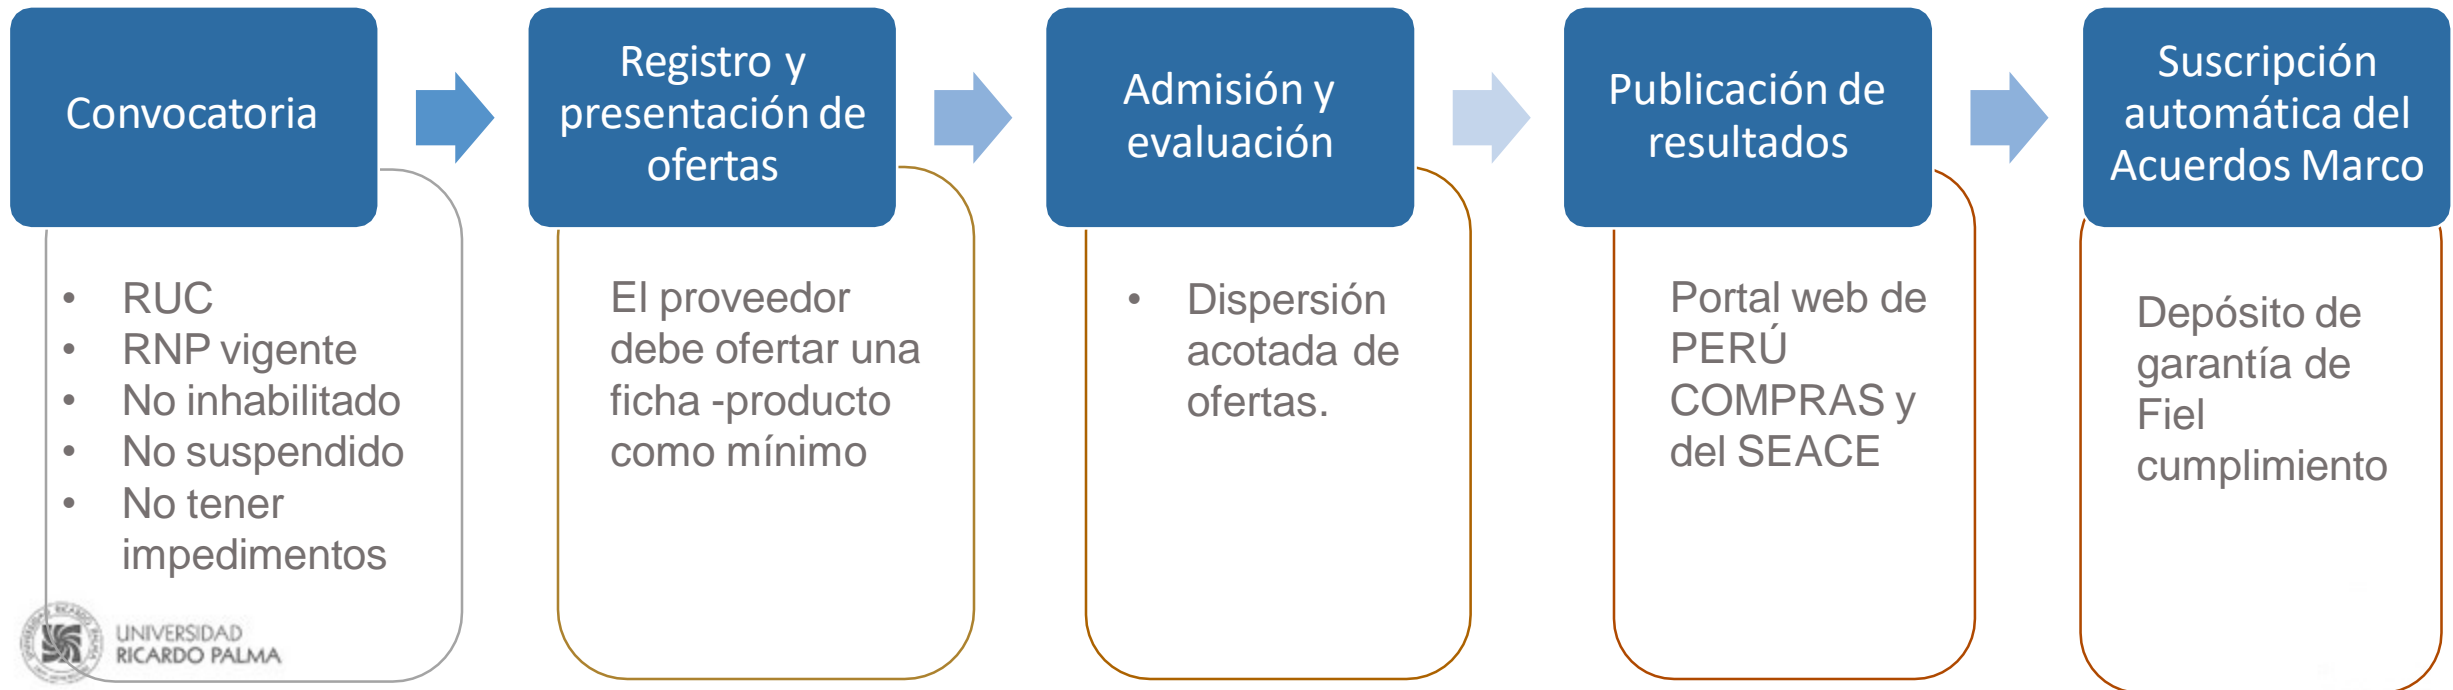 Convocatoria
• RUC
• RNP vigente
• No inhabilitado
• No suspendido
• No tener
impedimentos
Registro y
presentación de
ofertas
El proveedor
debe ofertar una
ficha -producto
como mínimo
Admisión y
evaluación
• Dispersión
acotada de
ofertas.
Publicación de
resultados
Portal web de
PERÚ
COMPRAS y
del SEACE
Suscripción
automática del
Acuerdos Marco
Depósito de
garantía de
Fiel
cumplimiento
UNIVERSIDAD
RICARDO PALMA